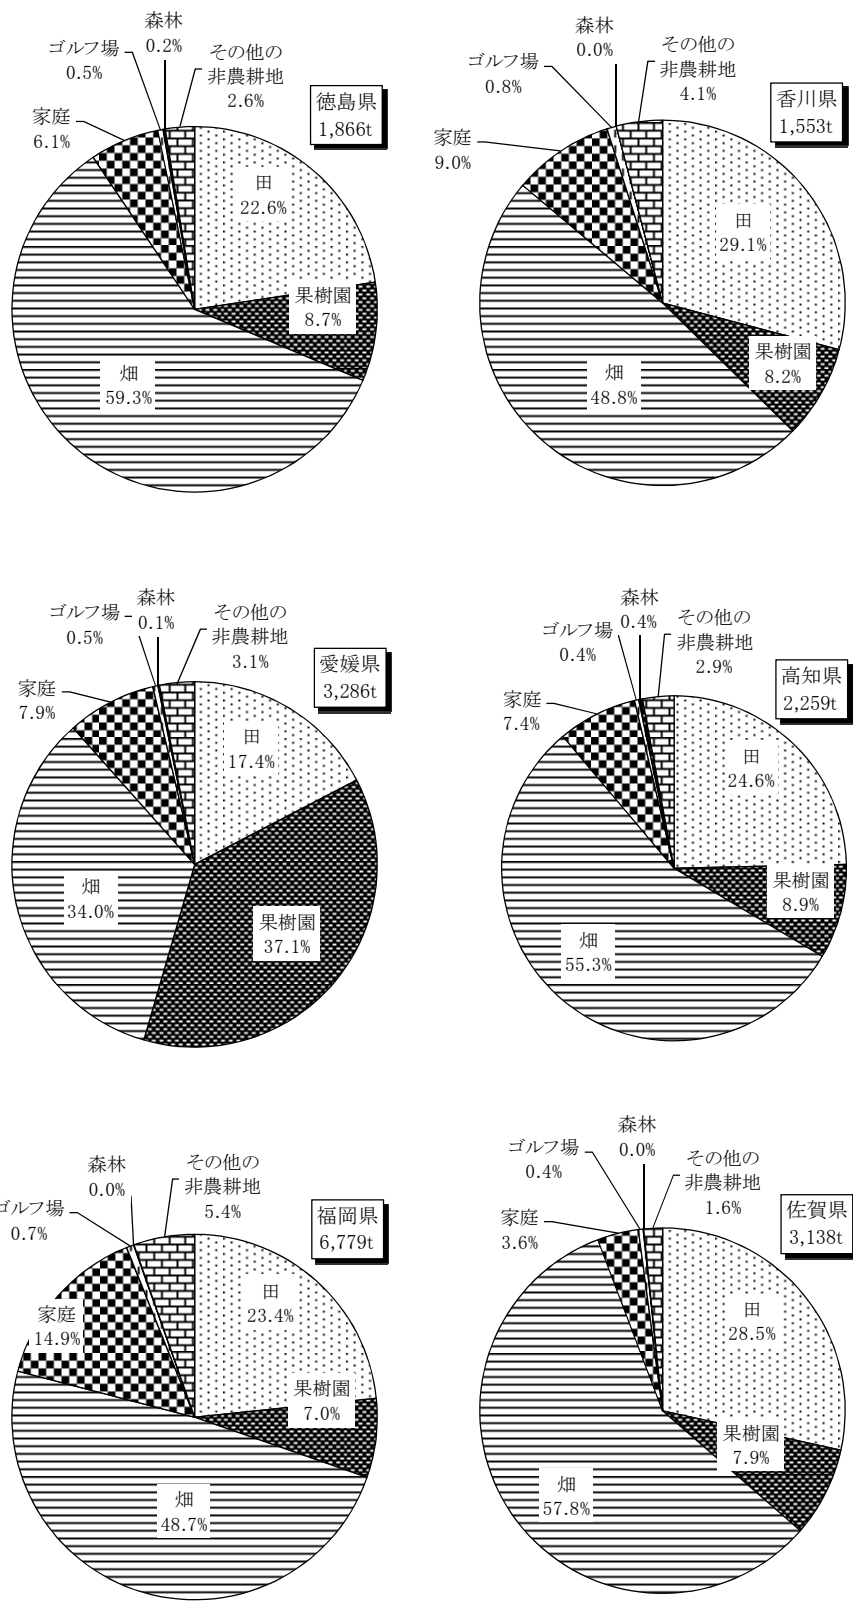 森林
0.2%
ゴルフ場
0.5%
その他の
非農耕地
2.6%
家庭
6.1%
徳島県
1,866t
田
22.6%
果樹園
8.7%
畑
59.3%
森林
0.0%
ゴルフ場
0.8%
その他の
非農耕地
4.1%
家庭
9.0%
香川県
1,553t
田
29.1%
果樹園
8.2%
畑
48.8%
森林
0.1%
ゴルフ場
0.5%
その他の
非農耕地
3.1%
家庭
7.9%
愛媛県
3,286t
田
17.4%
果樹園
37.1%
畑
34.0%
森林
0.4%
ゴルフ場
0.4%
その他の
非農耕地
2.9%
家庭
7.4%
高知県
2,259t
田
24.6%
果樹園
8.9%
畑
55.3%
森林
0.0%
ゴルフ場
0.7%
その他の
非農耕地
5.4%
家庭
14.9%
福岡県
6,779t
田
23.4%
果樹園
7.0%
畑
48.7%
森林
0.0%
ゴルフ場
0.4%
その他の
非農耕地
1.6%
家庭
3.6%
佐賀県
3,138t
田
28.5%
果樹園
7.9%
畑
57.8%